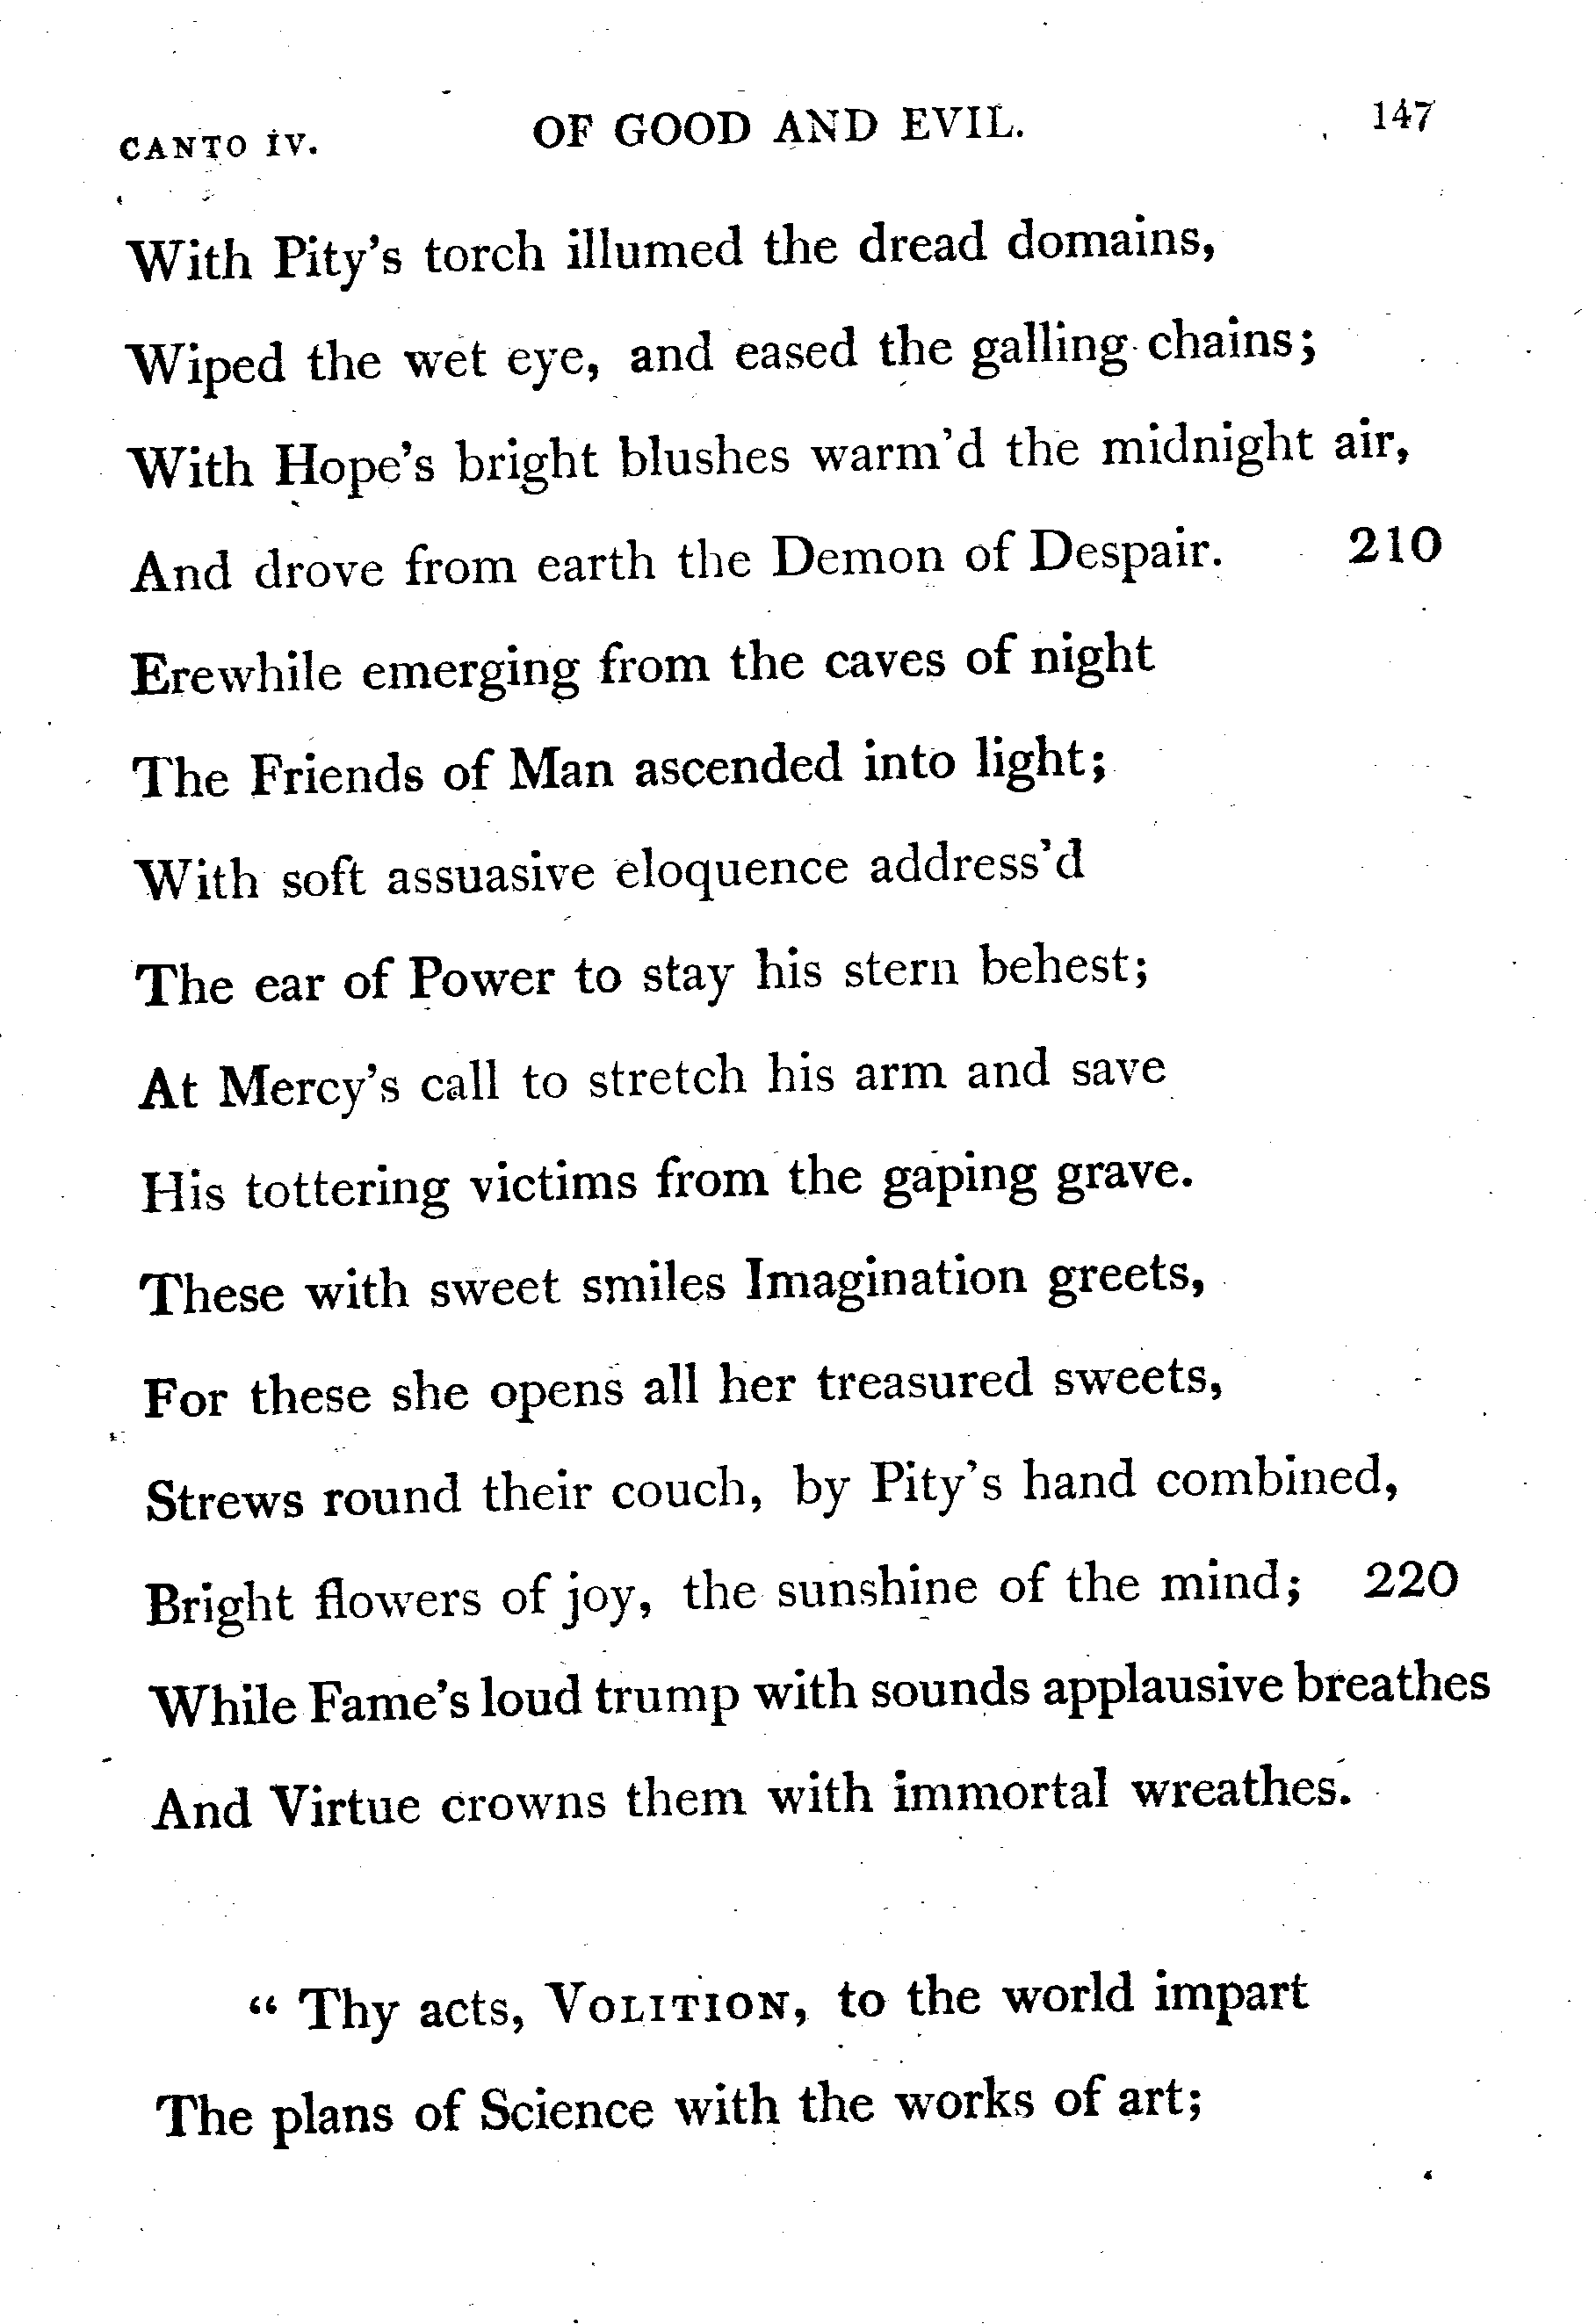 CANTO IV. OF GOOD AND EVIL. 147
With Pity's torch illumed the dread domains,
Wiped the wet eye, and eased the galling chains;
With Hope's bright blushes warm'd the midnight air,
And drove from earth the Demon of Despair. 210
Erewhile emerging from the caves of night
The Friends of Man ascended into light;
With soft assuasive eloquence address'd
The ear of Power to stay his stern behest;
At Mercy's call to stretch his arm and save
His tottering victims from the gaping grave.
These with sweet smiles Imagination greets,
For these she opens all her treasured sweets,
Strews round their couch, by Pity's hand combined,
Bright flowers of joy, the sunshine of the mind; 220
While Fame's loud trump with sounds applausive breathes
And Virtue crowns them with immortal wreathes.
“ Thy acts, VOLITION, to the world impart
The plans of Science with the works of art;